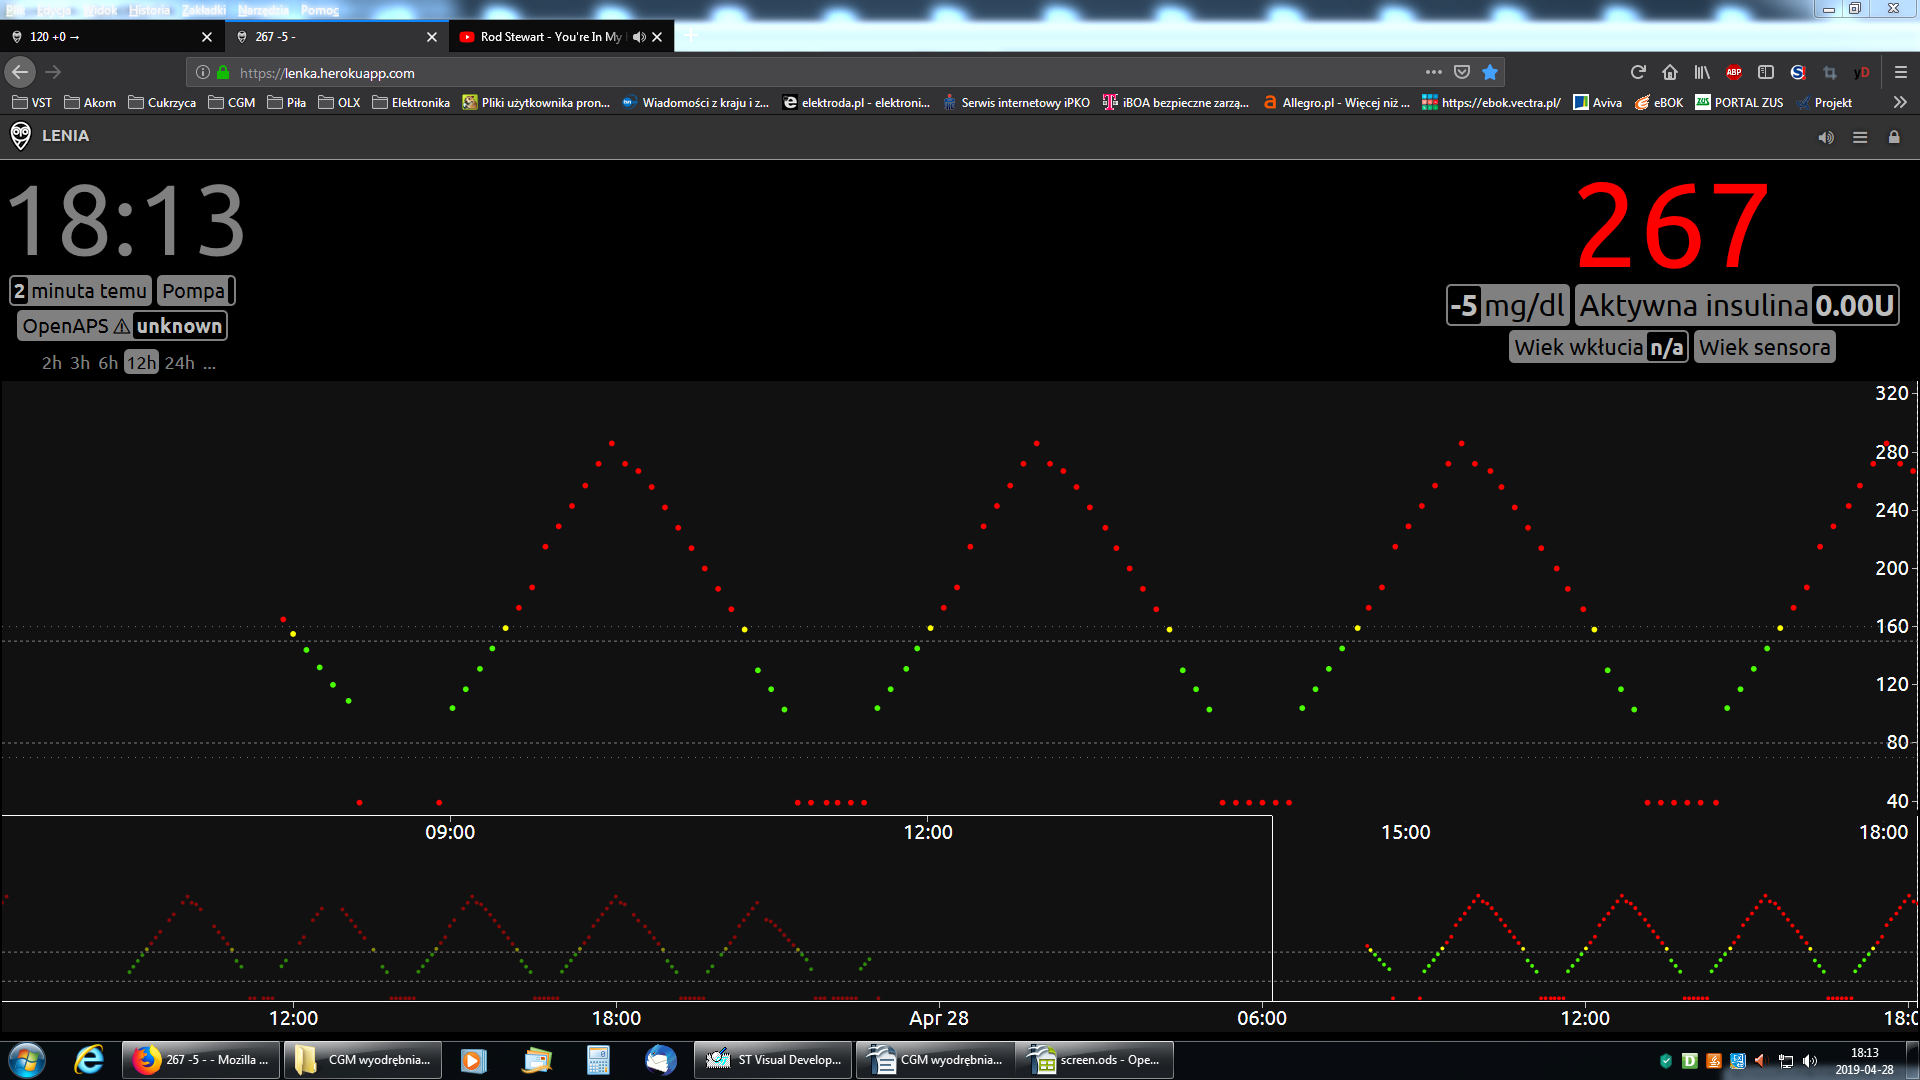 Plik Edycja Widok Historia Zakładki Narzędzia Pomoc
120 +0 →
267 -5 -
Rod Stewart - You're In My
https://lenka.herokuapp.com
VST Akom Cukrzyca CGM Piła OLX Elektronika Pliki użytkownika pron... Wiadomości z kraju i z... elektroda.pl - elektroni... Serwis internetowy iPKO iBOA bezpieczne zarzą... Allegro.pl - Więcej niż ... https://ebok.vectra.pl/ Aviva eBOK PORTAL ZUS Projekt
LENIA
18:13
267
2 minuta temu Pompa
-5 mg/dl Aktywna insulina 0.00U
OpenAPS ⚠ unknown
Wiek wkłucia n/a Wiek sensora
2h 3h 6h 12h 24h ...
320
280
240
200
160
120
80
40
09:00 12:00 15:00 18:00
12:00 18:00 Apr 28 06:00 12:00 18:0
267 -5 - - Mozilla ... CGM wyodrębnia... ST Visual Develop... CGM wyodrębnia... screen.ods - Ope...
18:13
2019-04-28